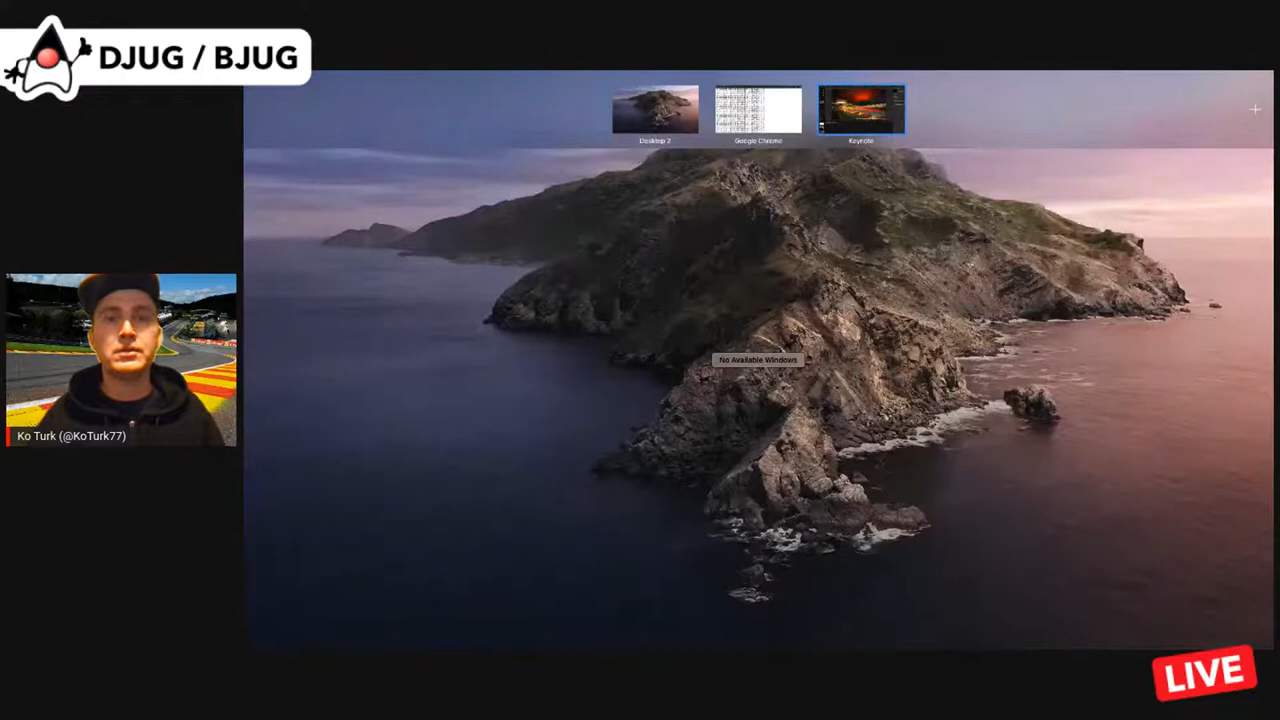 DJUG / BJUG
Desktop 2
Google Chrome
Keynote
No Available Windows
Ko Turk (@KoTurk77)
LIVE